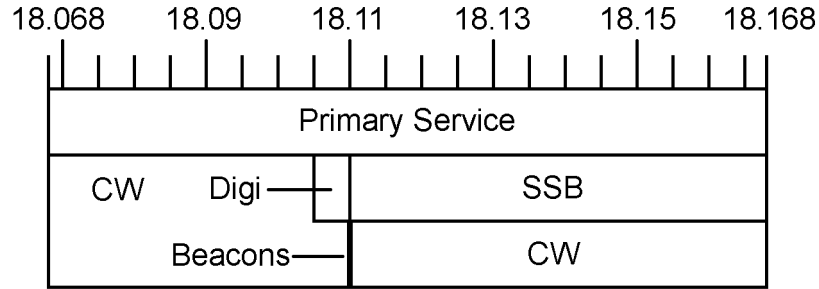 18.068 18.09 18.11 18.13 18.15 18.168
Primary Service
CW Digi SSB
Beacons CW